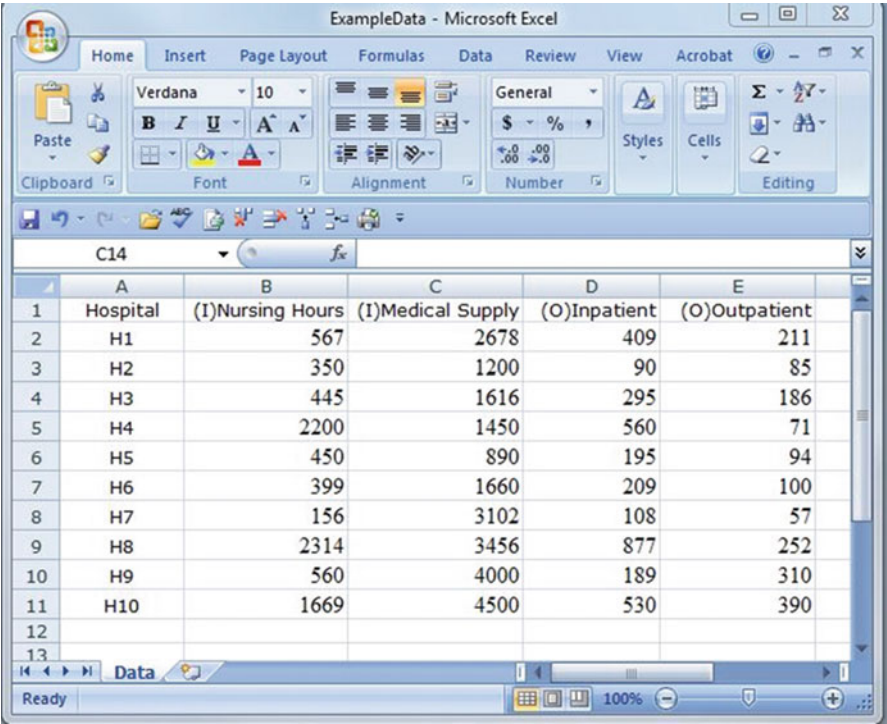 ExampleData - Microsoft Excel
Home Insert Page Layout Formulas Data Review View Acrobat
Verdana 10 General
Paste B I U A A $ % , Styles Cells Σ
.0 .00 .00 .0
Clipboard Font Alignment Number Editing
ABC
C14 fx
A B C D E
1 Hospital (I)Nursing Hours (I)Medical Supply (O)Inpatient (O)Outpatient
2 H1 567 2678 409 211
3 H2 350 1200 90 85
4 H3 445 1616 295 186
5 H4 2200 1450 560 71
6 H5 450 890 195 94
7 H6 399 1660 209 100
8 H7 156 3102 108 57
9 H8 2314 3456 877 252
10 H9 560 4000 189 310
11 H10 1669 4500 530 390
12
13
Data
Ready 100%